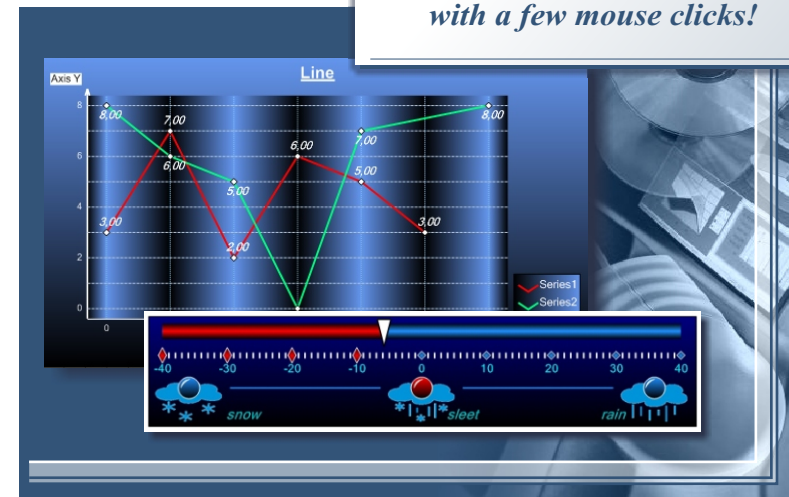 with a few mouse clicks!
Line
Axis Y
8
8,00
8,00
7,00
7,00
6,00
6
6,00
5,00
5,00
4
3,00
3,00
2
2,00
0
Series1
Series2
0
-40 -30 -20 -10 0 10 20 30 40
snow sleet rain